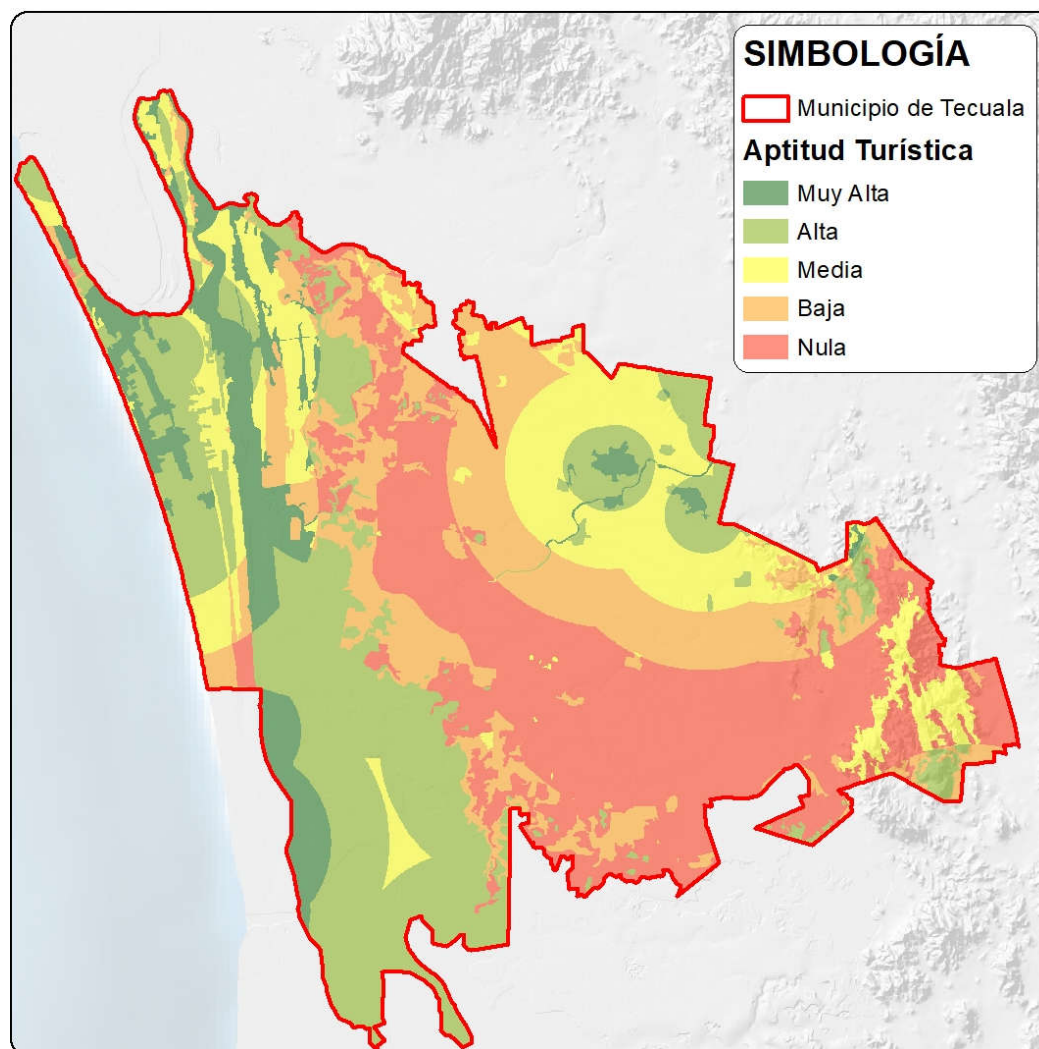 SIMBOLOGÍA
Municipio de Tecuala
Aptitud Turística
Muy Alta
Alta
Media
Baja
Nula